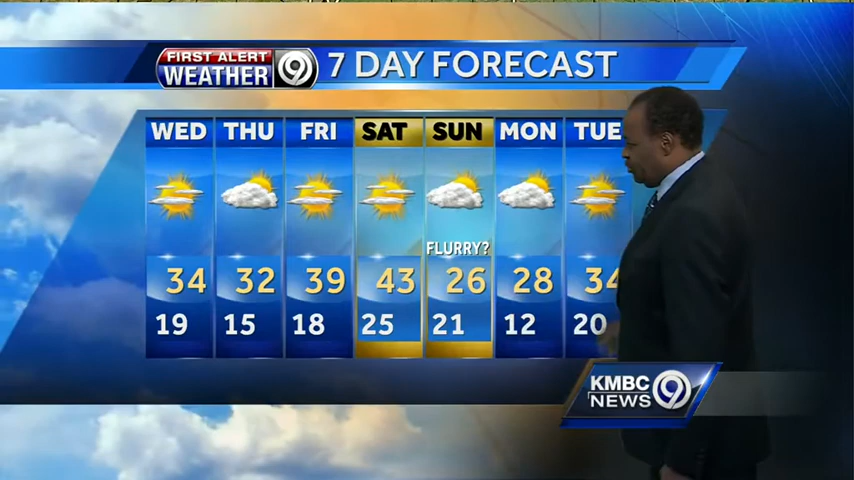 FIRST ALERT
WEATHER 9
7 DAY FORECAST
WED THU FRI SAT SUN MON TUE
FLURRY?
34 32 39 43 26 28 34
19 15 18 25 21 12 20
KMBC 9
NEWS